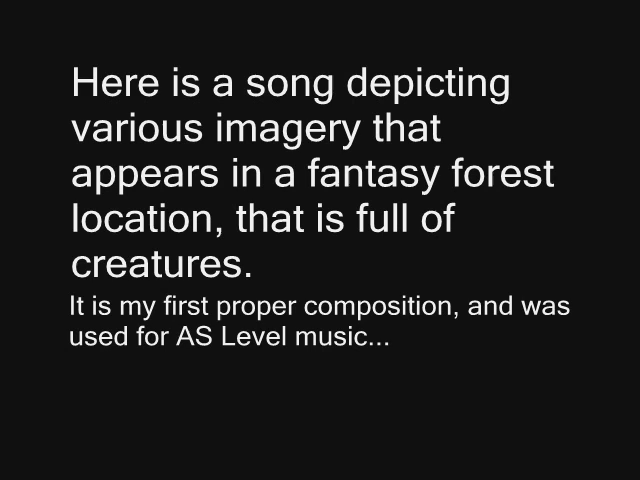 Here is a song depicting
various imagery that
appears in a fantasy forest
location, that is full of
creatures.
It is my first proper composition, and was
used for AS Level music...